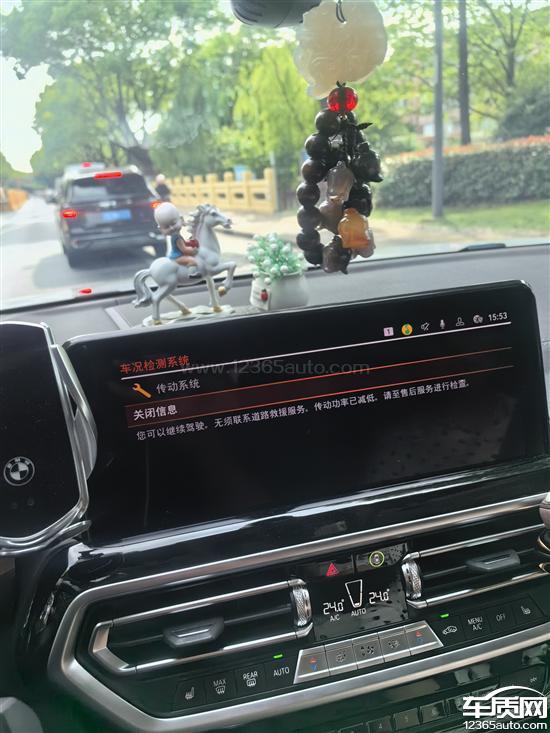 15:53
1
车况检测系统
www.12365auto.com
传动系统
关闭信息
您可以继续驾驶。无须联系道路救援服务。传动功率已减低。请至售后服务进行检查。
24.0 24.0
A/C AUTO
MAX REAR AUTO
MENU A/C OFF
车质网
12365auto.com